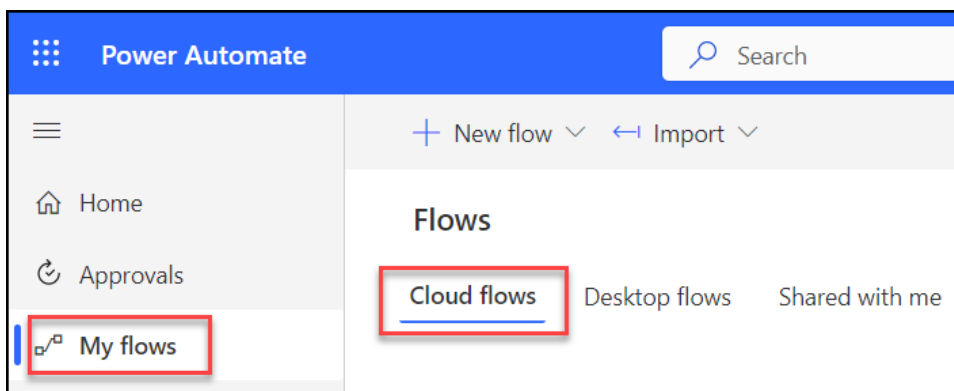 Power Automate
Search
New flow
Import
Home
Approvals
My flows
Flows
Cloud flows
Desktop flows
Shared with me